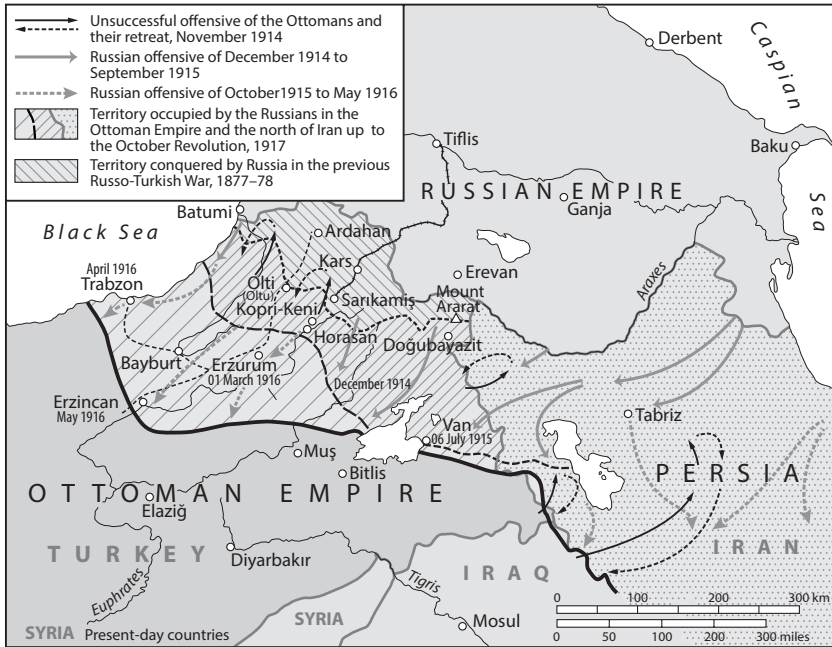 Unsuccessful offensive of the Ottomans and
their retreat, November 1914
Russian offensive of December 1914 to
September 1915
Russian offensive of October1915 to May 1916
Territory occupied by the Russians in the
Ottoman Empire and the north of Iran up to
the October Revolution, 1917
Territory conquered by Russia in the previous
Russo-Turkish War, 1877–78
Derbent
Caspian
Sea
Baku
Tiflis
RUSSIAN EMPIRE
Ganja
Batumi
Black Sea
Ardahan
Kars
Erevan
Araxes
April 1916
Trabzon
Olti
(Oltu)
Sarıkamiş
Mount
Ararat
Kopri-Keni
Horasan
Doğubayazit
Bayburt
Erzurum
01 March 1916
December 1914
Erzincan
May 1916
Van
06 July 1915
Tabriz
Muş
Bitlis
PERSIA
OTTOMAN EMPIRE
Elaziğ
TURKEY
Diyarbakır
IRAN
IRAQ
Euphrates
Tigris
SYRIA
Mosul
SYRIA Present-day countries
0 100 200 300 km
0 50 100 200 300 miles